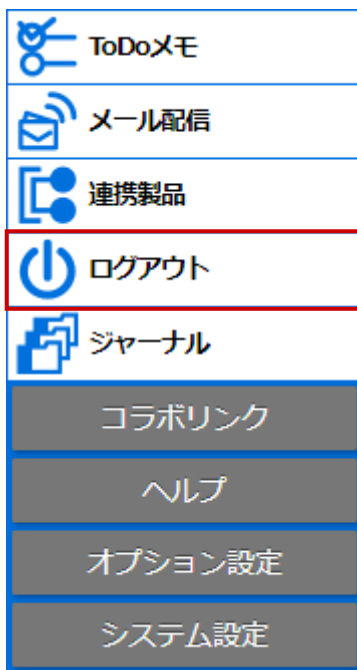 ToDoメモ
メール配信
連携製品
ログアウト
ジャーナル
コラボリンク
ヘルプ
オプション設定
システム設定